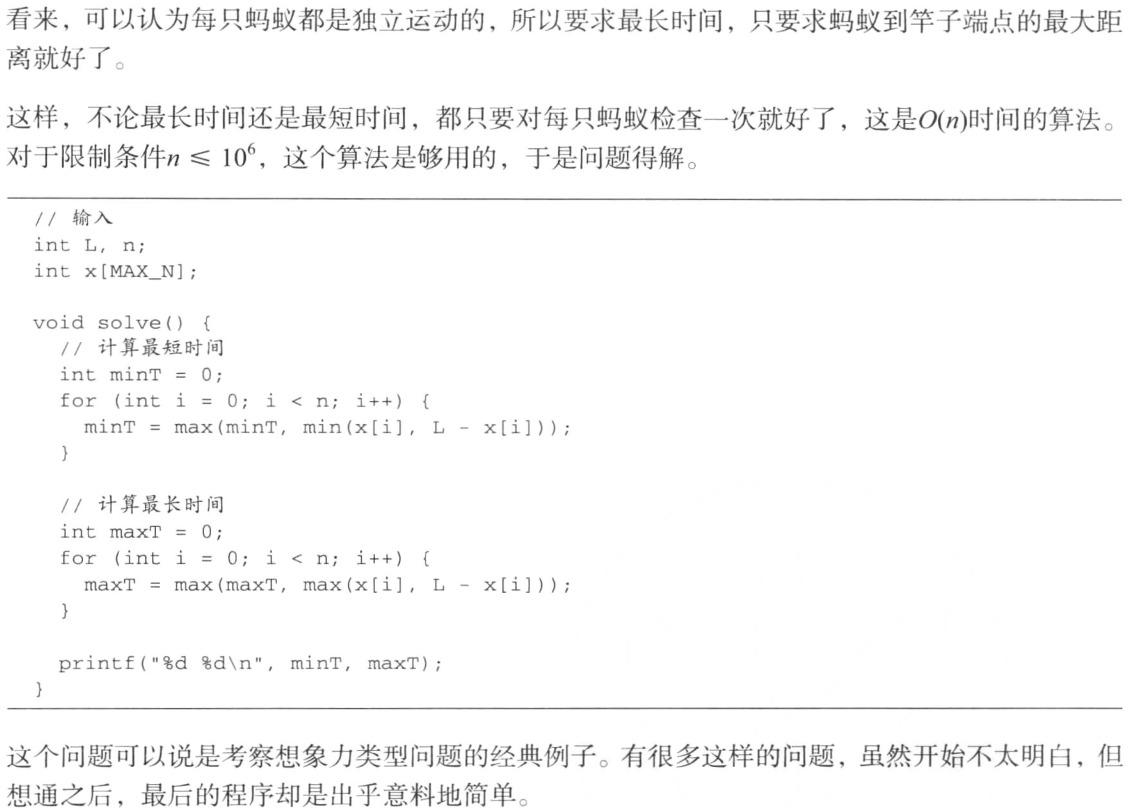 看来，可以认为每只蚂蚁都是独立运动的，所以要求最长时间，只要求蚂蚁到竿子端点的最大距
离就好了。
这样，不论最长时间还是最短时间，都只要对每只蚂蚁检查一次就好了，这是O(n)时间的算法。
对于限制条件n ≤ 10⁶，这个算法是够用的，于是问题得解。
// 输入
int L, n;
int x[MAX_N];
void solve() {
// 计算最短时间
int minT = 0;
for (int i = 0; i < n; i++) {
minT = max(minT, min(x[i], L - x[i]));
}
// 计算最长时间
int maxT = 0;
for (int i = 0; i < n; i++) {
maxT = max(maxT, max(x[i], L - x[i]));
}
printf("%d %d\n", minT, maxT);
}
这个问题可以说是考察想象力类型问题的经典例子。有很多这样的问题，虽然开始不太明白，但
想通之后，最后的程序却是出乎意料地简单。